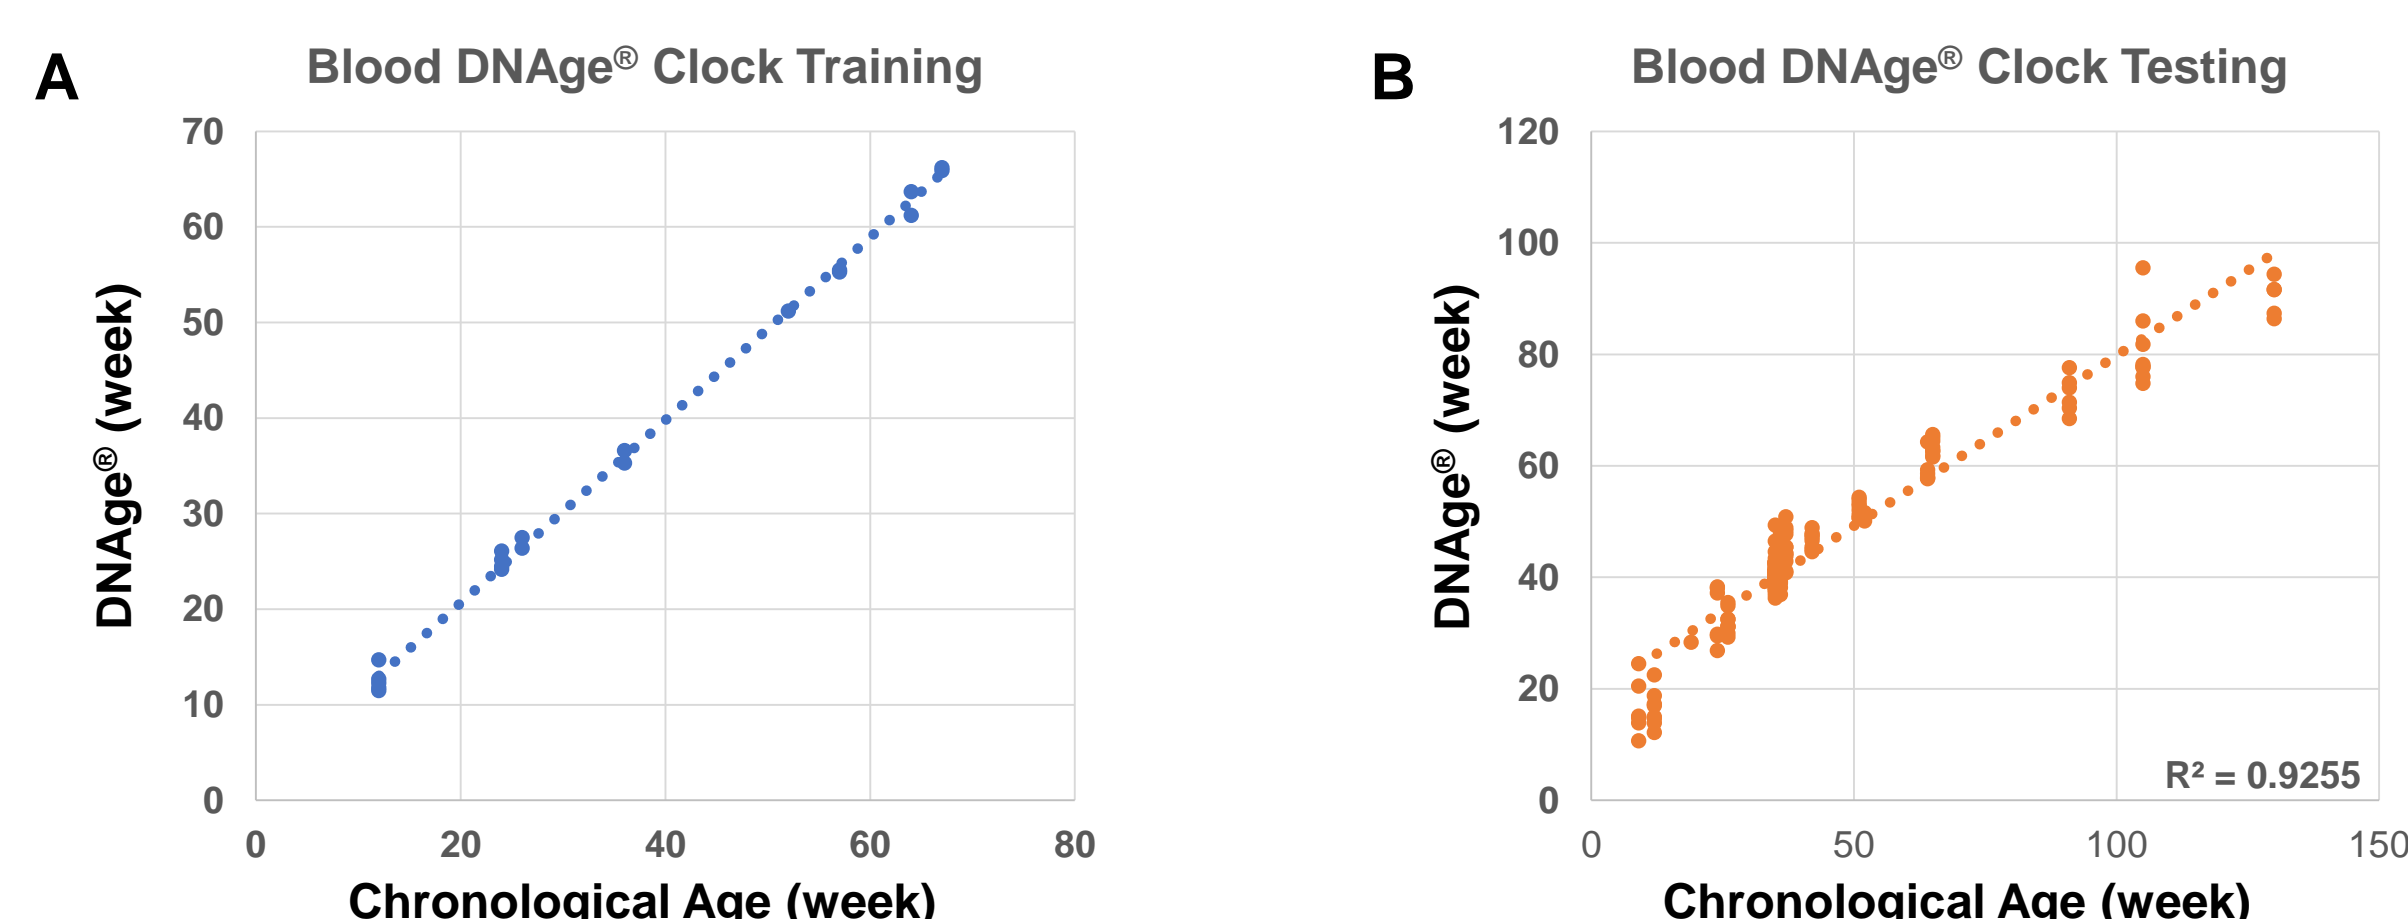 A
Blood DNAge® Clock Training
70
60
50
40
30
20
10
0
DNAge® (week)
0 20 40 60 80
Chronological Age (week)
B
Blood DNAge® Clock Testing
120
100
80
60
40
20
0
DNAge® (week)
R² = 0.9255
0 50 100 150
Chronological Age (week)